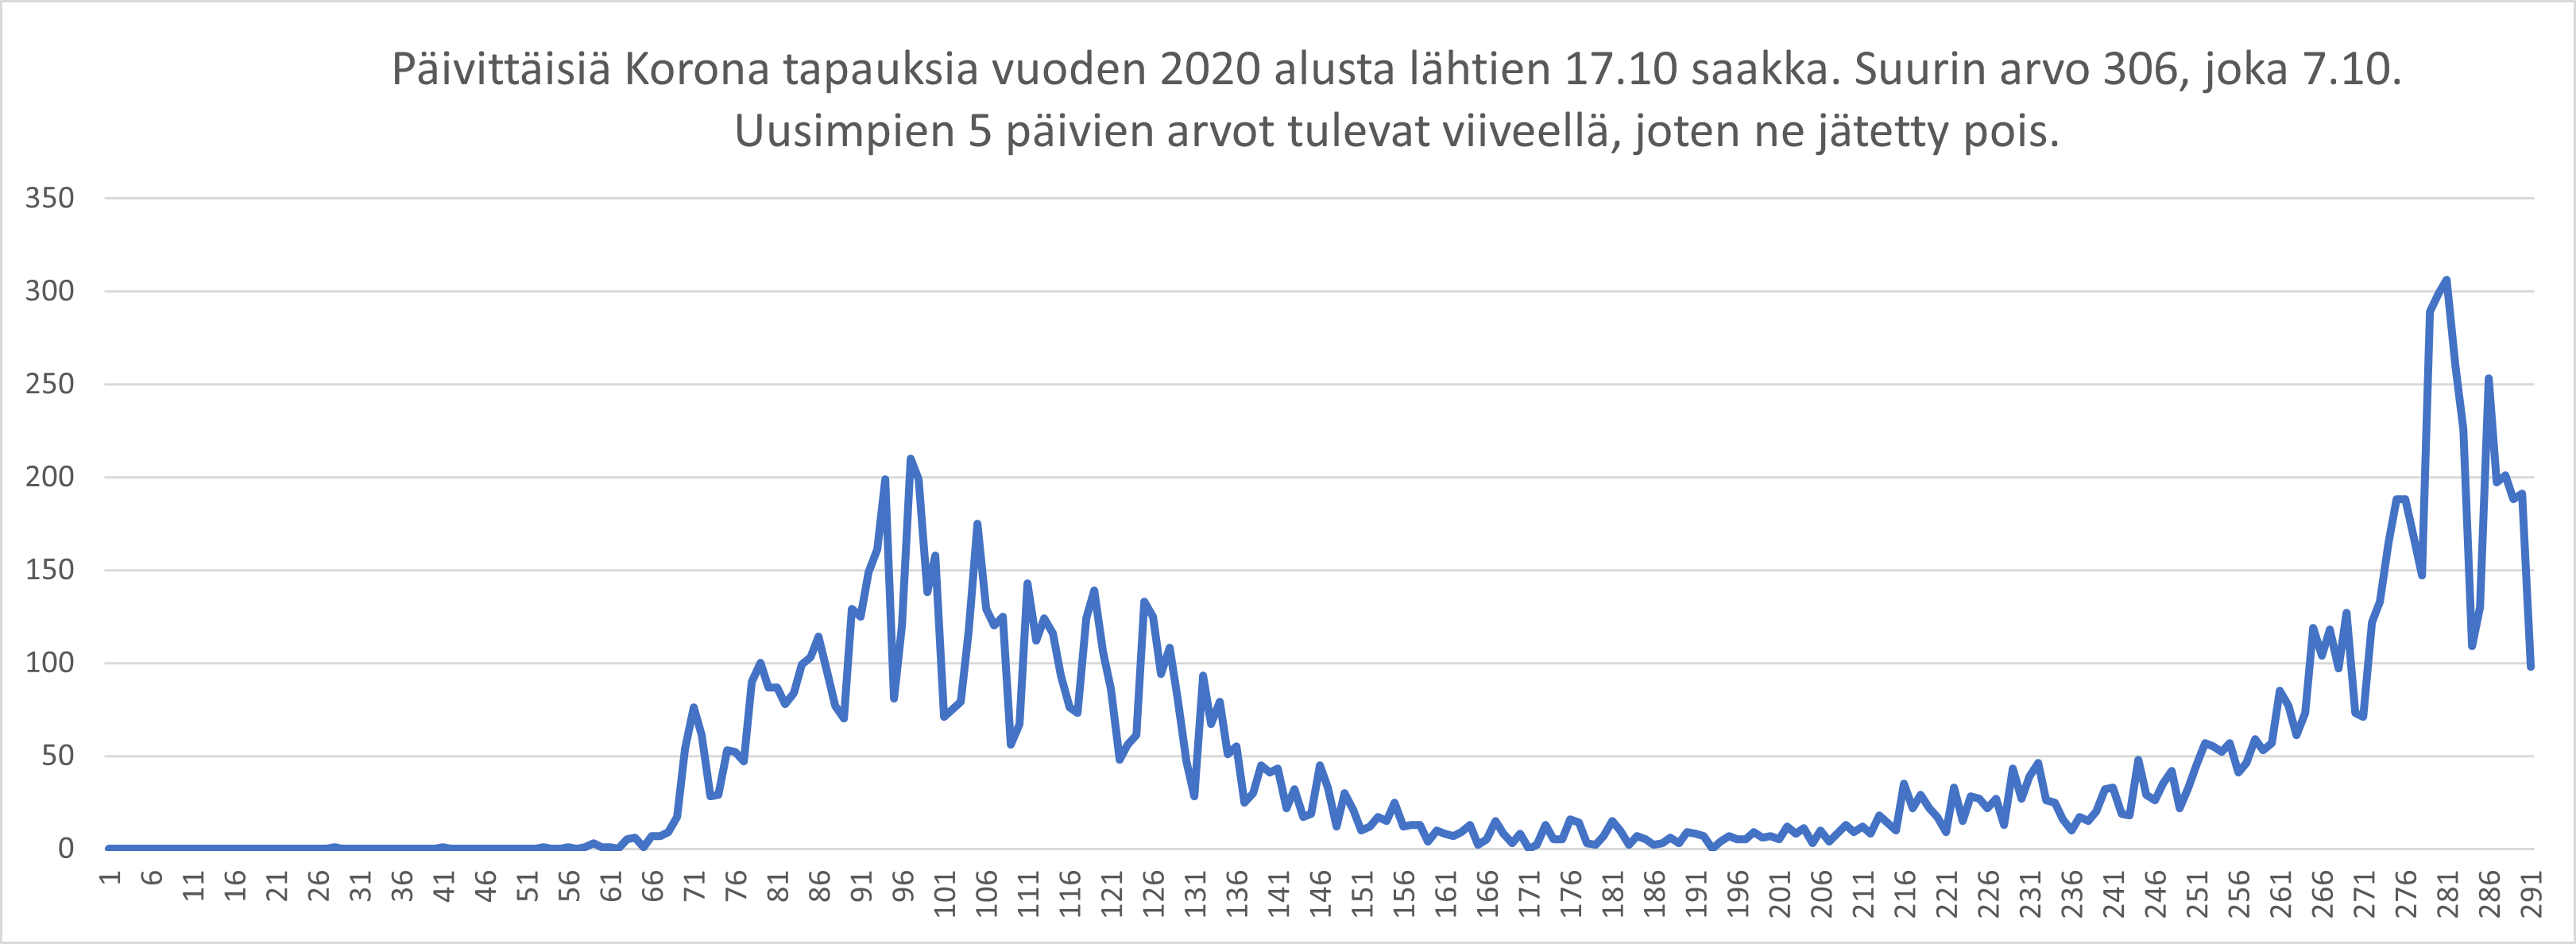 Päivittäisiä Korona tapauksia vuoden 2020 alusta lähtien 17.10 saakka. Suurin arvo 306, joka 7.10.
Uusimpien 5 päivien arvot tulevat viiveellä, joten ne jätetty pois.
350
300
250
200
150
100
50
0
1 6 11 16 21 26 31 36 41 46 51 56 61 66 71 76 81 86 91 96 101 106 111 116 121 126 131 136 141 146 151 156 161 166 171 176 181 186 191 196 201 206 211 216 221 226 231 236 241 246 251 256 261 266 271 276 281 286 291